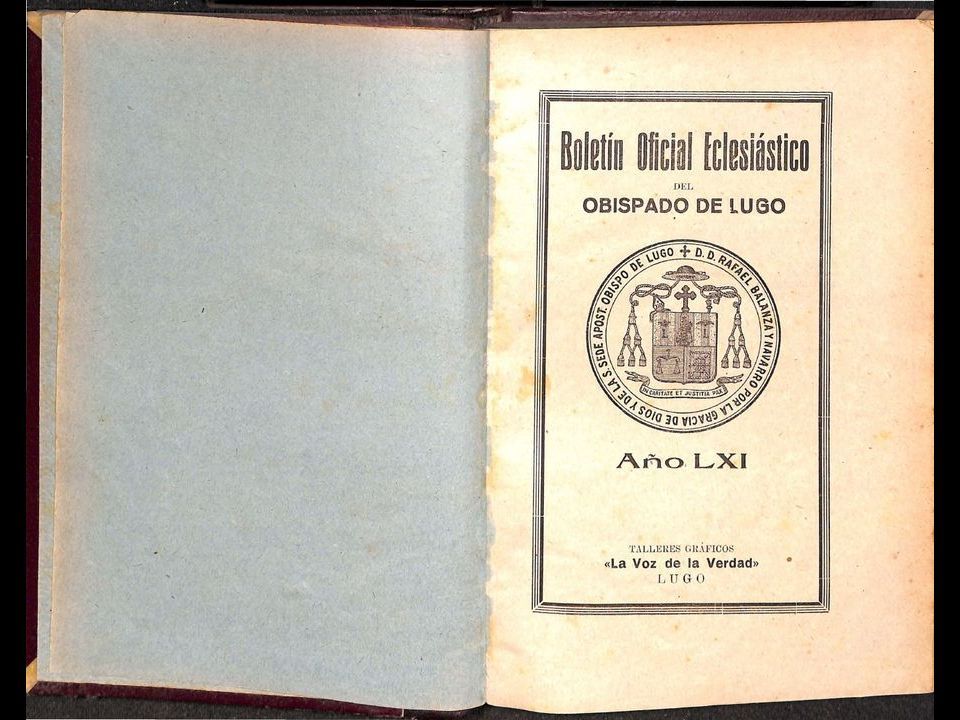 Boletín Oficial Eclesiástico
DEL
OBISPADO DE LUGO
✠ D. D. RAFAEL BALANZA Y NAVARRO POR LA GRACIA DE DIOS Y DE LA S. SEDE APOST. OBISPO DE LUGO
IN CARITATE ET JUSTITIA PAX
Año LXI
TALLERES GRÁFICOS
«La Voz de la Verdad»
LUGO